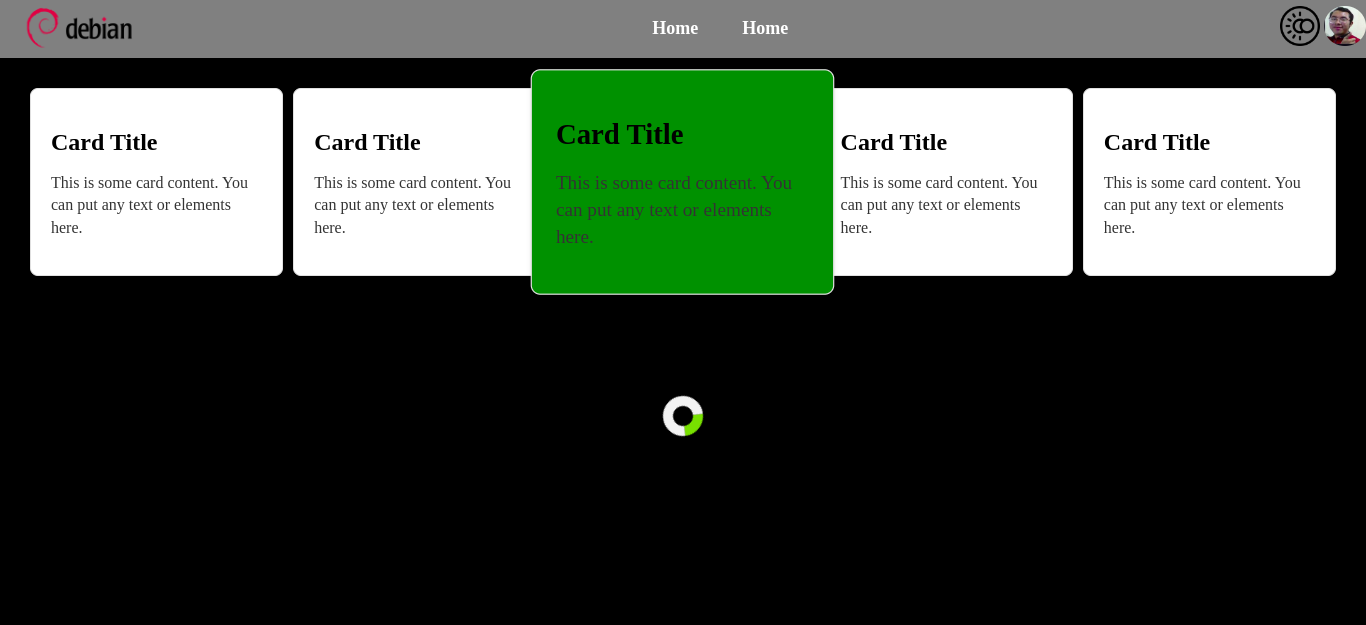 debian
Home
Home
Card Title
This is some card content. You
can put any text or elements
here.
Card Title
This is some card content. You
can put any text or elements
here.
Card Title
This is some card content. You
can put any text or elements
here.
Card Title
This is some card content. You
can put any text or elements
here.
Card Title
This is some card content. You
can put any text or elements
here.